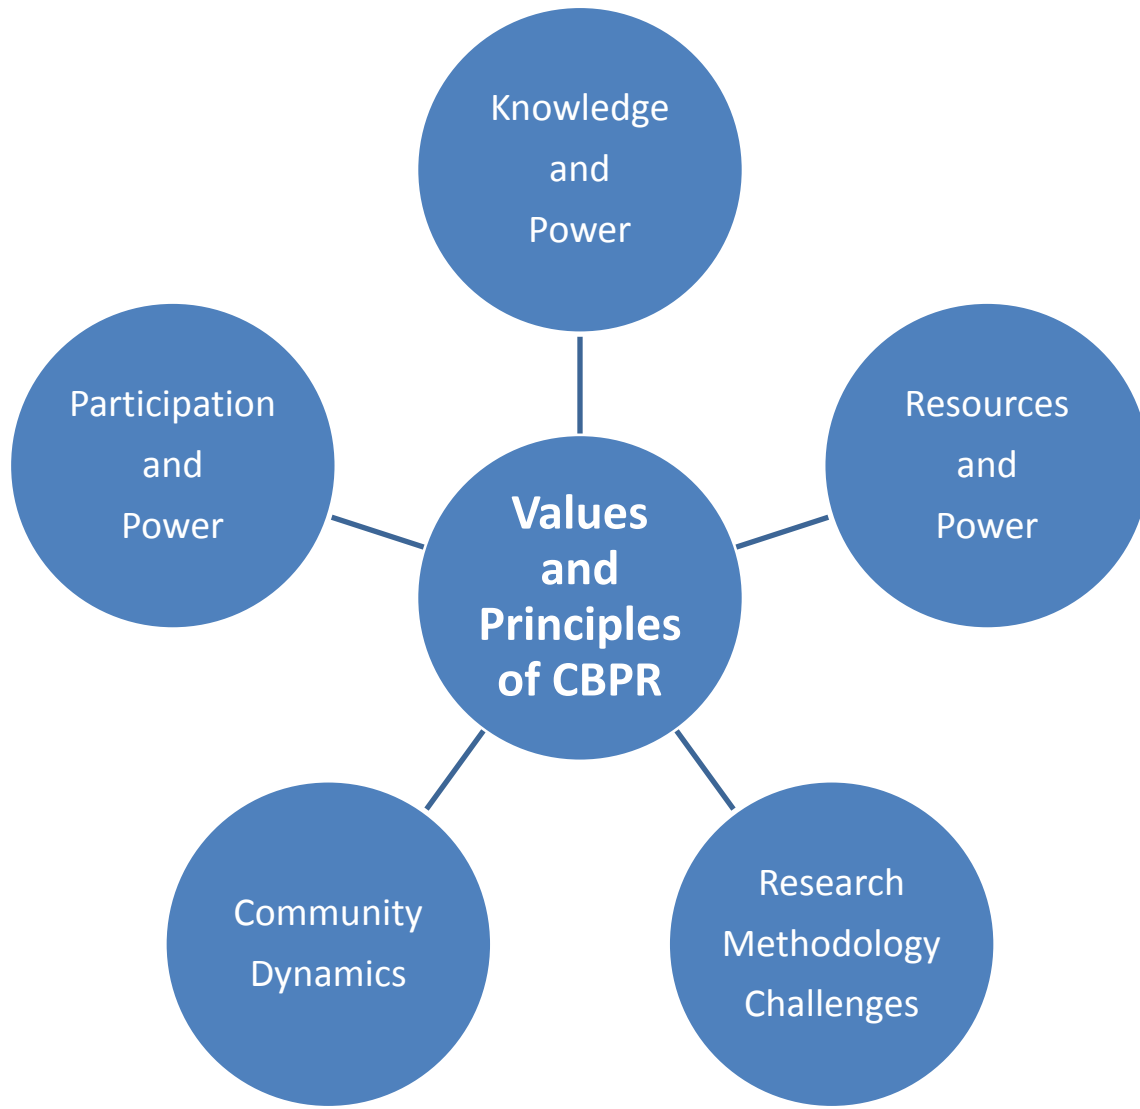 Knowledge
and
Power
Participation
and
Power
Resources
and
Power
Values
and
Principles
of CBPR
Community
Dynamics
Research
Methodology
Challenges